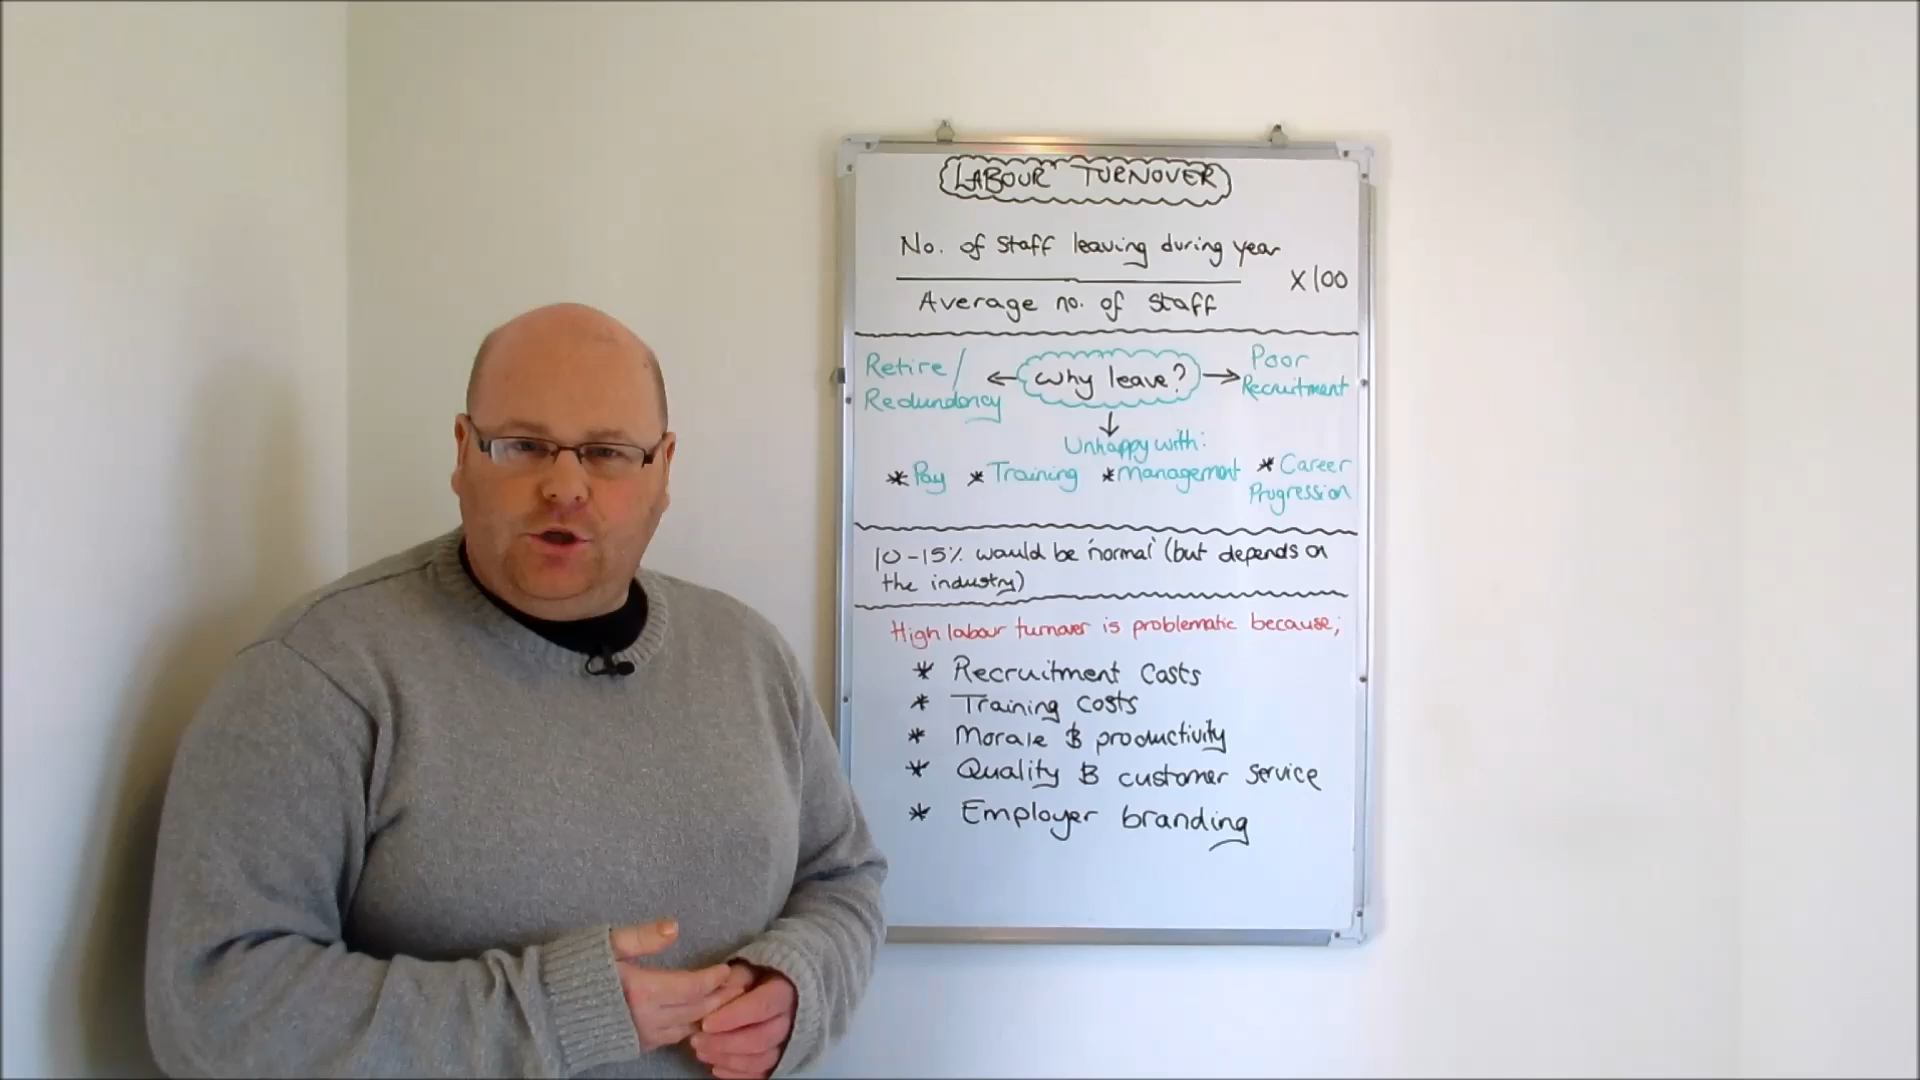 LABOUR TURNOVER
No. of staff leaving during year
X100
Average no. of staff
Retire/
Redundancy
Why leave?
Poor
Recruitment
Unhappy with:
* Pay * Training * Management * Career
Progression
10-15% would be 'normal' (but depends on
the industry)
High labour turnover is problematic because;
* Recruitment Costs
* Training Costs
* Morale & productivity
* Quality & customer service
* Employer branding